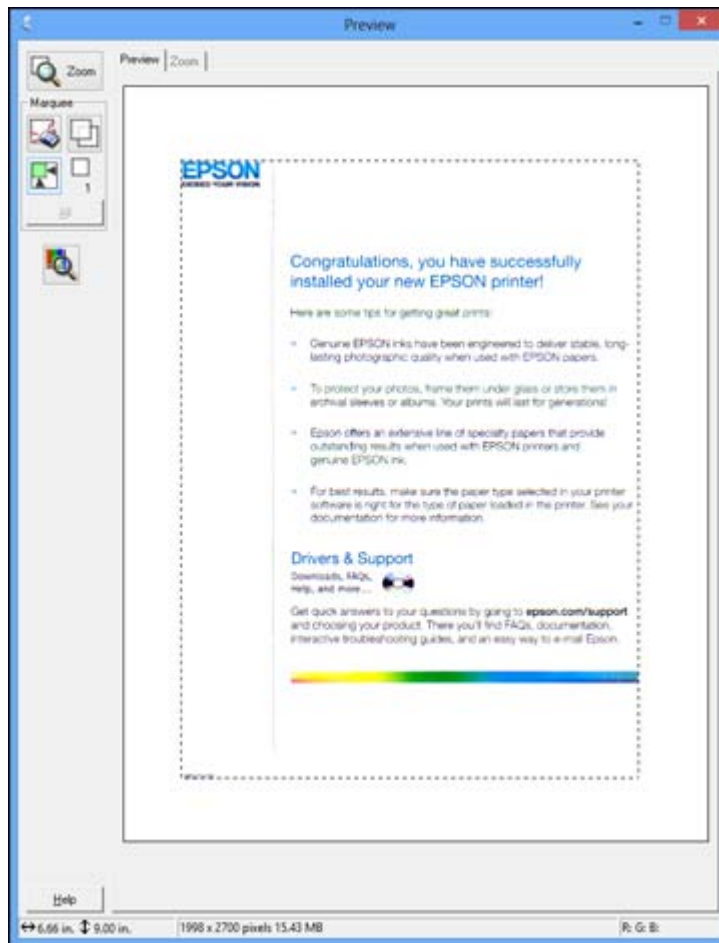 Preview
Zoom
Preview Zoom
Marquee
1
EPSON
EXCEED YOUR VISION
Congratulations, you have successfully
installed your new EPSON printer!
Here are some tips for getting great prints:
Genuine EPSON inks have been engineered to deliver stable, long-
lasting photographic quality when used with EPSON papers.
To protect your photos, frame them under glass or store them in
archival sleeves or albums. Your prints will last for generations!
Epson offers an extensive line of specialty papers that provide
outstanding results when used with EPSON printers and
genuine EPSON ink.
For best results, make sure the paper type selected in your printer
software is right for the type of paper loaded in the printer. See your
documentation for more information.
Drivers & Support
Downloads, FAQs,
Help, and more...
Get quick answers to your questions by going to epson.com/support
and choosing your product. There you'll find FAQs, documentation,
interactive troubleshooting guides, and an easy way to e-mail Epson.
Help
6.66 in. 9.00 in. 1998 x 2700 pixels 15.43 MB R: G: B: